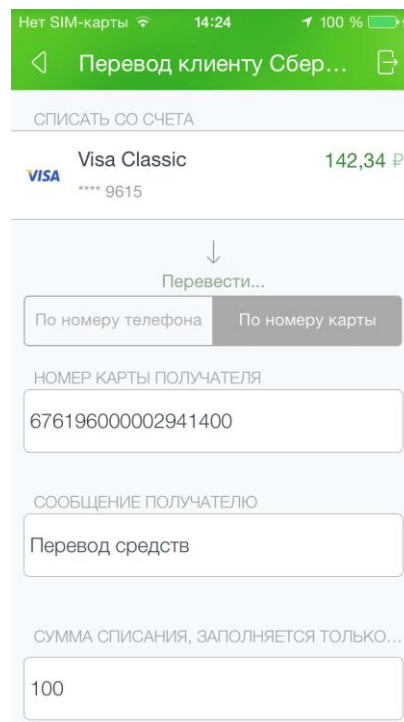 Нет SIM-карты 14:24 100 %
Перевод клиенту Сбер...
СПИСАТЬ СО СЧЕТА
Visa Classic 142,34 ₽
VISA
**** 9615
Перевести...
По номеру телефона По номеру карты
НОМЕР КАРТЫ ПОЛУЧАТЕЛЯ
676196000002941400
СООБЩЕНИЕ ПОЛУЧАТЕЛЮ
Перевод средств
СУММА СПИСАНИЯ, ЗАПОЛНЯЕТСЯ ТОЛЬКО...
100